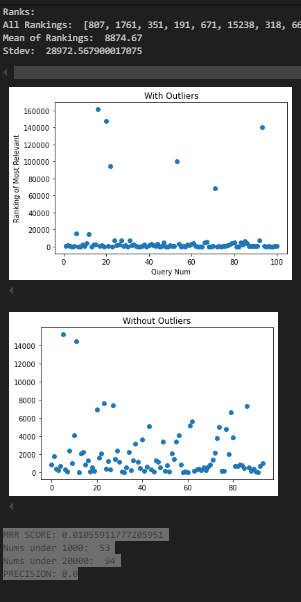 Ranks:
All Rankings:  [807, 1761, 351, 191, 671, 15238, 318, 66
Mean of Rankings:  8874.67
Stdev:  28972.567900017075
With Outliers
160000
140000
120000
100000
80000
60000
40000
20000
0
Ranking of Most Relevant
0 20 40 60 80 100
Query Num
Without Outliers
14000
12000
10000
8000
6000
4000
2000
0
0 20 40 60 80
MRR SCORE: 0.01055911777205951
Nums under 1000:  53
Nums under 20000:  94
PRECISION: 0.0